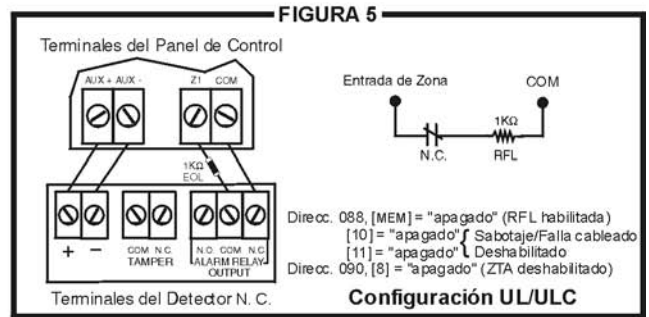 FIGURA 5
Terminales del Panel de Control
AUX + AUX -
Z1 COM
1KΩ
EOL
+ -
COM N.C.
TAMPER
N.O. COM N.C.
ALARM RELAY
OUTPUT
Terminales del Detector N. C.
Entrada de Zona
COM
1KΩ
N.C.
RFL
Direcc. 088, [MEM] = "apagado" (RFL habilitada)
[10] = "apagado" { Sabotaje/Falla cableado
[11] = "apagado" Deshabilitado
Direcc. 090, [8] = "apagado" (ZTA deshabilitado)
Configuración UL/ULC